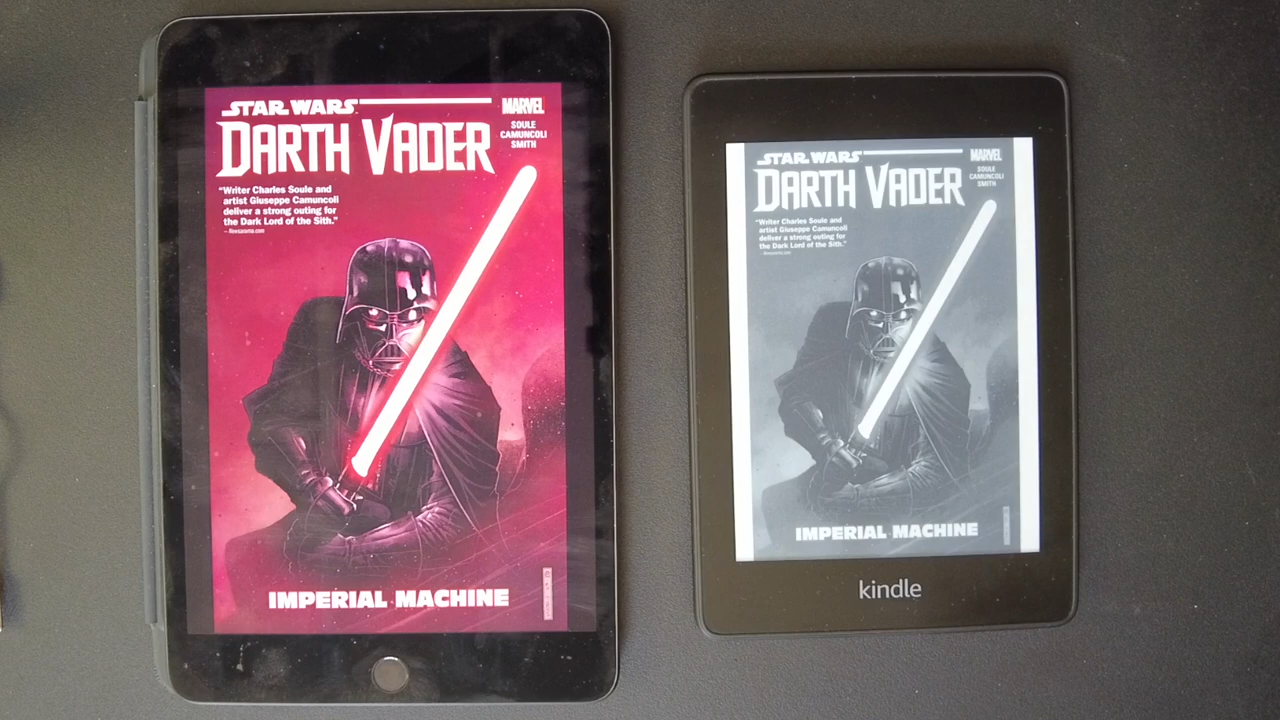 STAR WARS
MARVEL
DARTH VADER
SOULE
CAMUNCOLI
SMITH
"Writer Charles Soule and
artist Giuseppe Camuncoli
deliver a strong outing for
the Dark Lord of the Sith."
— Newsarama.com
IMPERIAL MACHINE
STAR WARS
MARVEL
DARTH VADER
SOULE
CAMUNCOLI
SMITH
"Writer Charles Soule and
artist Giuseppe Camuncoli
deliver a strong outing for
the Dark Lord of the Sith."
IMPERIAL MACHINE
kindle